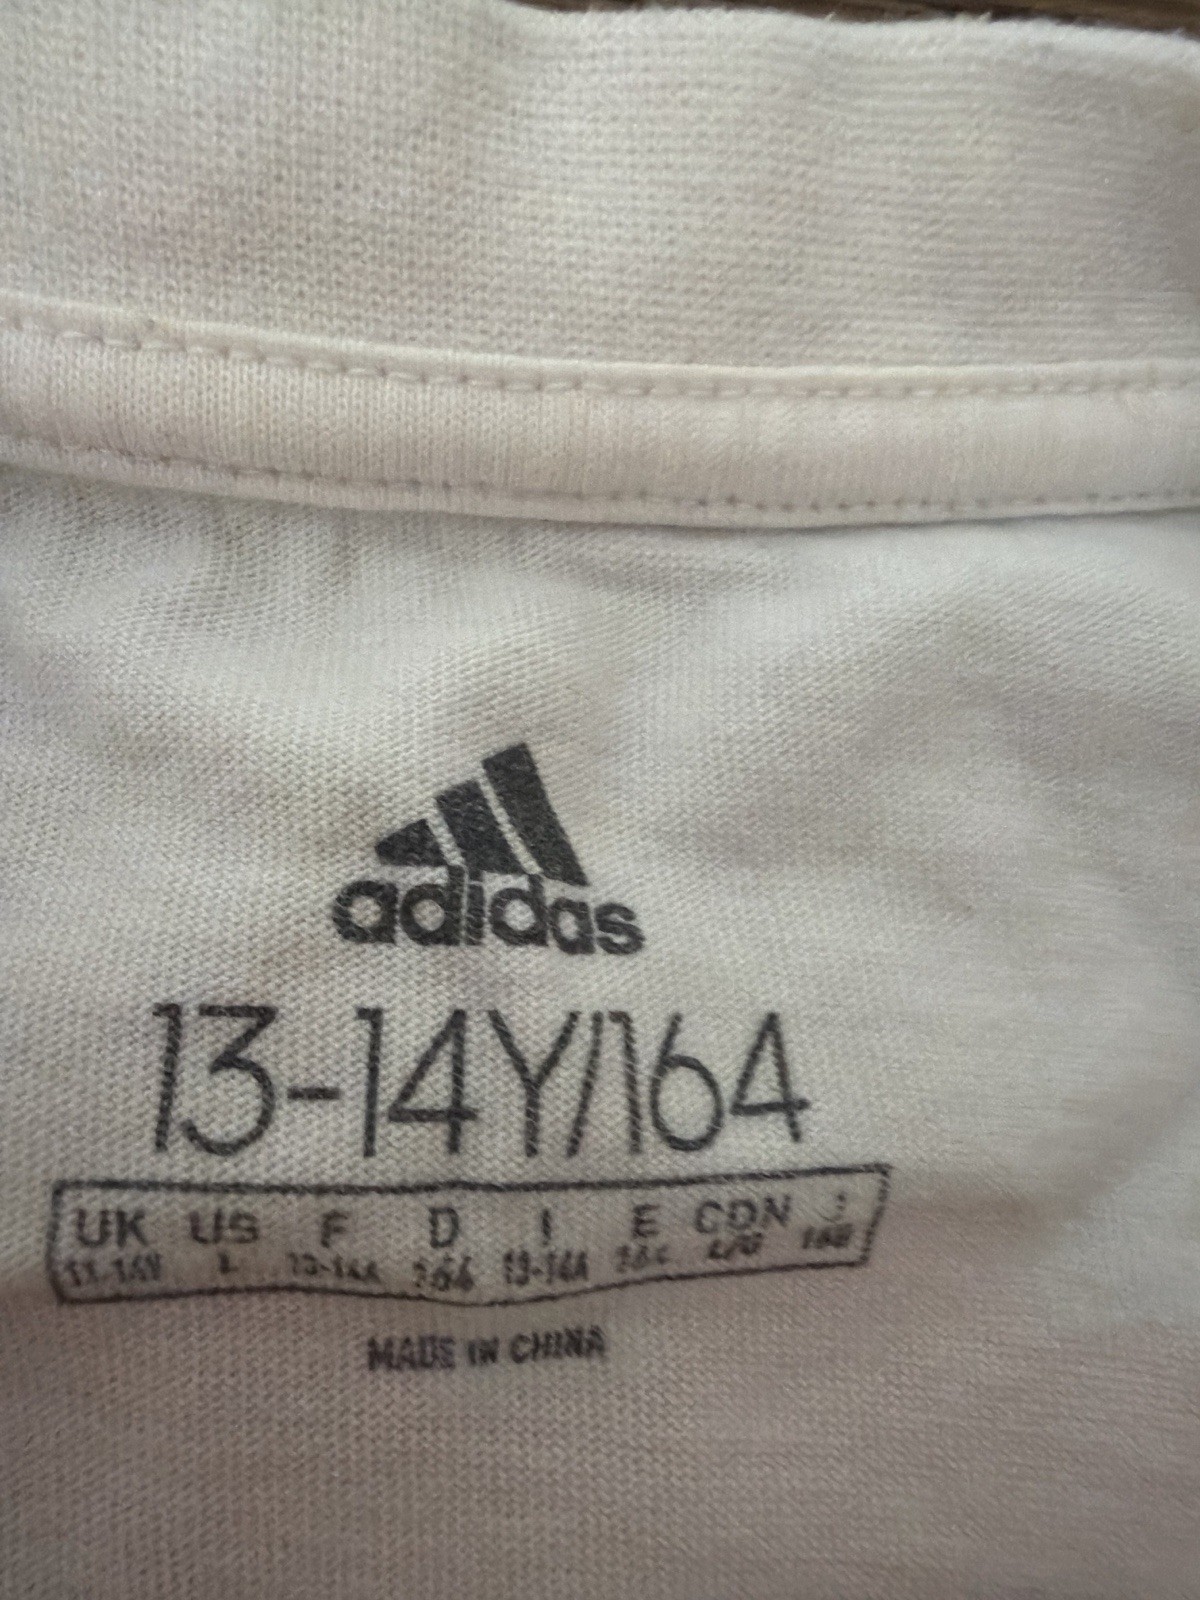 adidas
13-14Y/164
UK US F D I E CDN J
L 13-14A 164 13-14A L/G
MADE IN CHINA